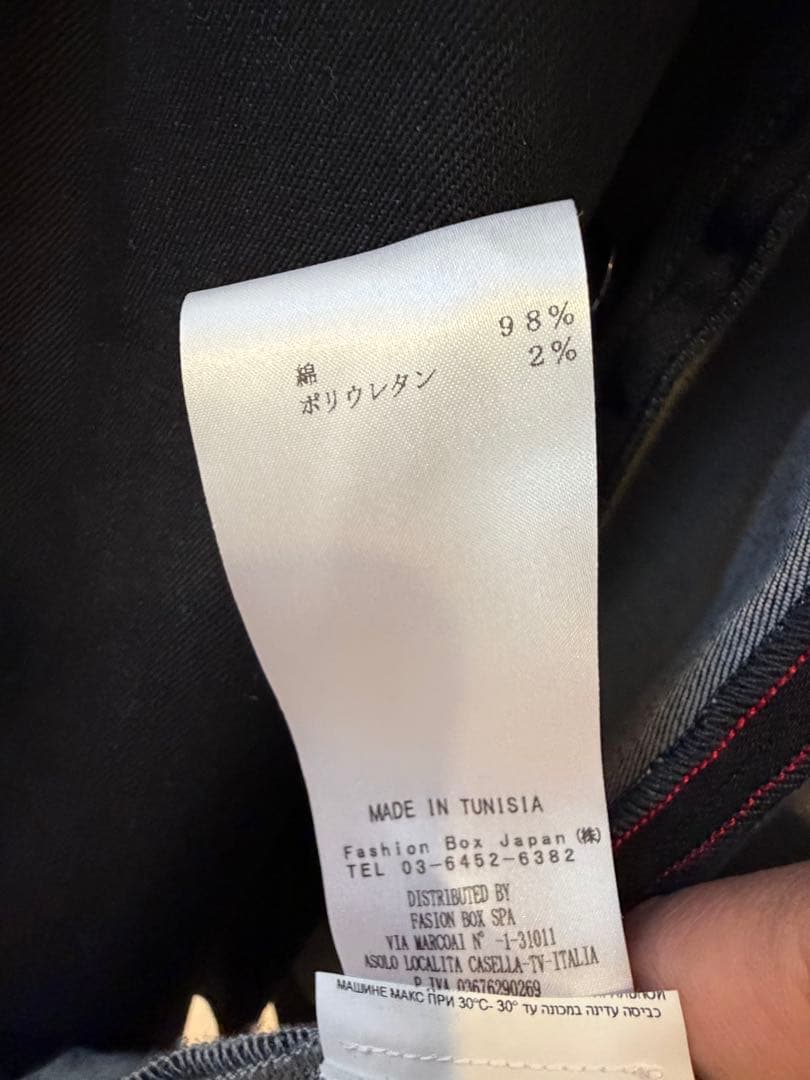 綿 98%
ポリウレタン 2%
MADE IN TUNISIA
Fashion Box Japan (株)
TEL 03-6452-6382
DISTRIBUTED BY
FASION BOX SPA
VIA MARCOAI N° -1-31011
ASOLO LOCALITA CASELLA-TV-ITALIA
P.IVA 03676290269
МАШИНЕ МАКС ПРИ 30°C- 30° כביסה עדינה במכונה עד